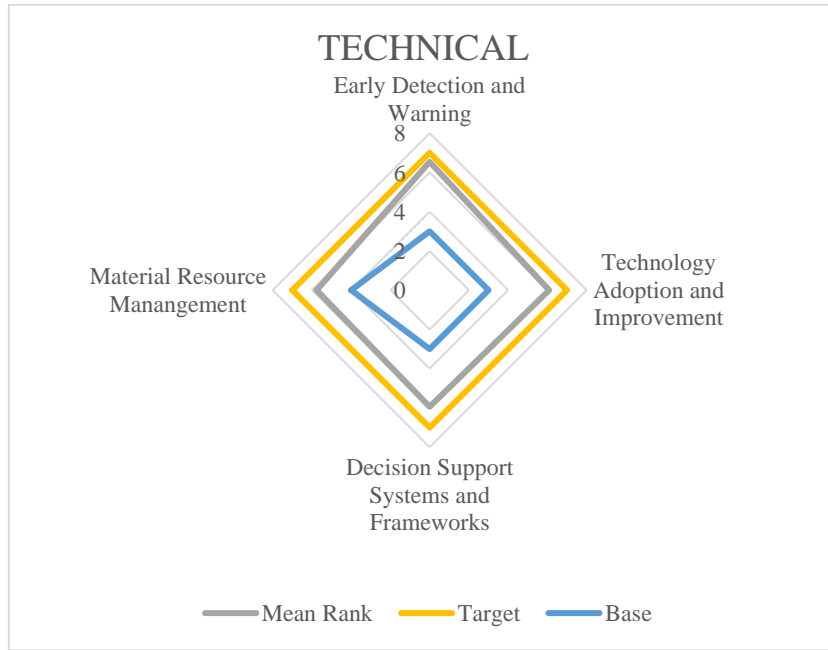 TECHNICAL
Early Detection and
Warning
8
6
4
2
0
Technology
Adoption and
Improvement
Material Resource
Manangement
Decision Support
Systems and
Frameworks
Mean Rank
Target
Base